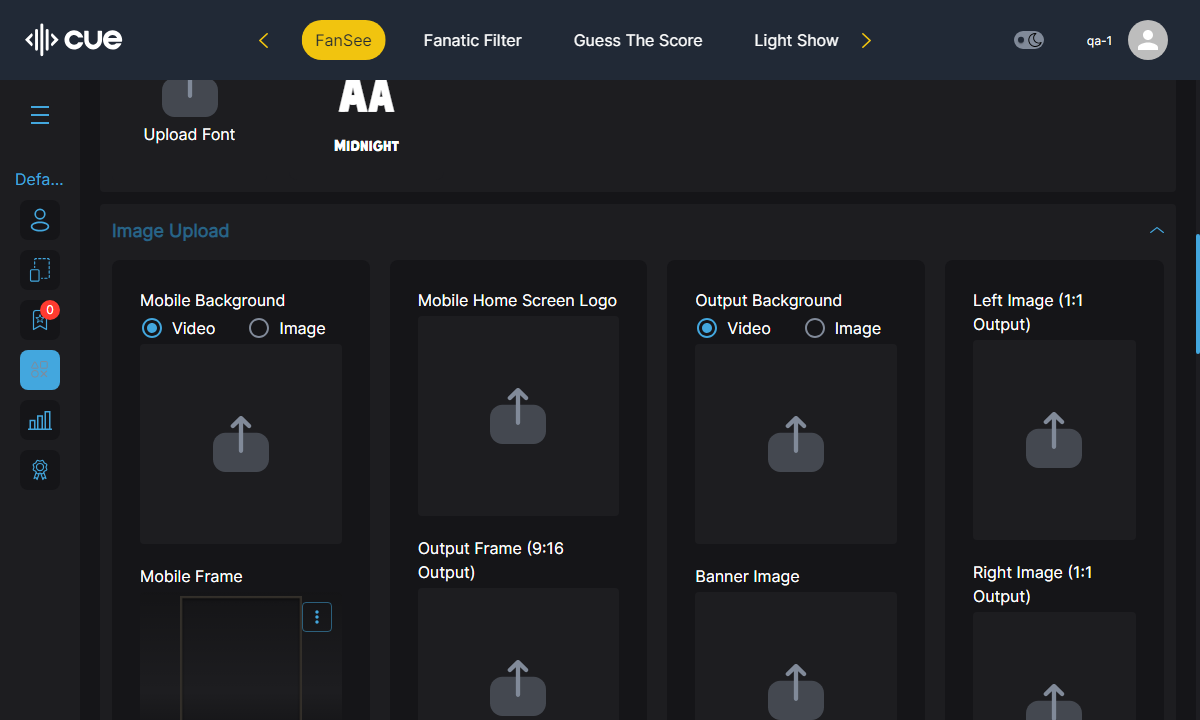 cue
FanSee
Fanatic Filter
Guess The Score
Light Show
qa-1
Upload Font
AA
MIDNIGHT
Defa...
0
Image Upload
Mobile Background
Video
Image
Mobile Home Screen Logo
Output Background
Video
Image
Left Image (1:1
Output)
Mobile Frame
Output Frame (9:16
Output)
Banner Image
Right Image (1:1
Output)